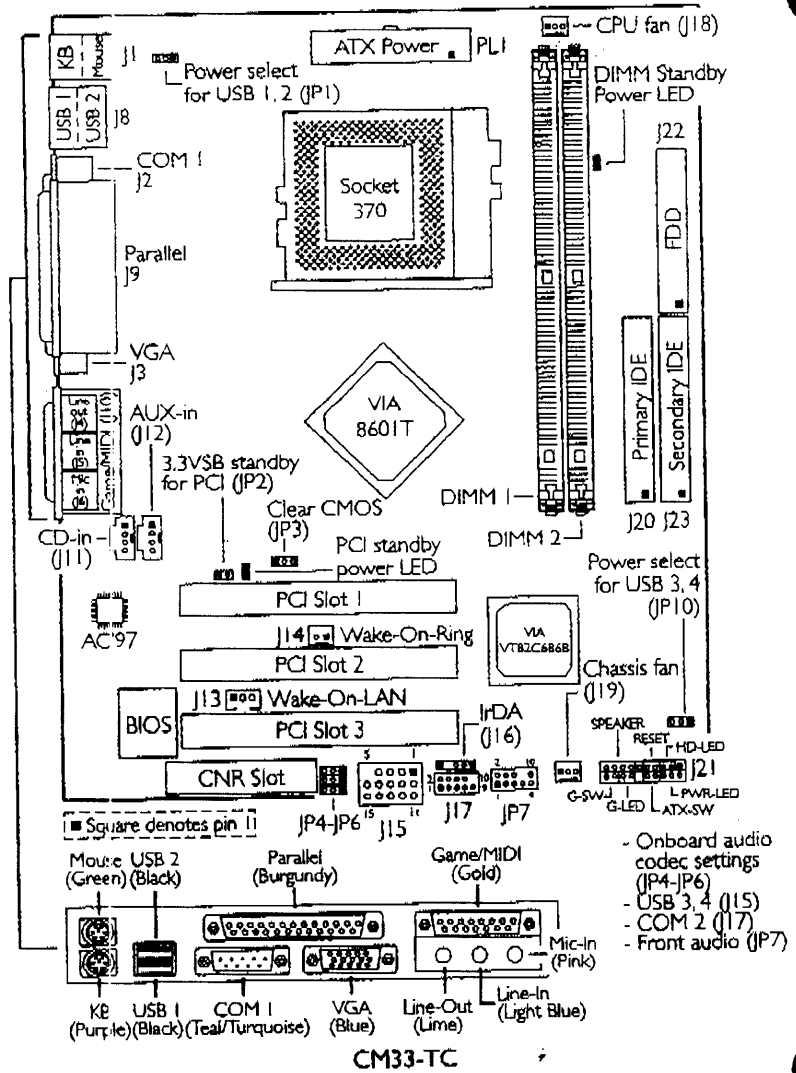 CPU fan (J18)
KB
Mouse
J1
ATX Power
PL1
Power select
for USB 1, 2 (JP1)
DIMM Standby
Power LED
USB 1
USB 2
J8
J22
COM 1
J2
Socket
370
FDD
Parallel
J9
VGA
J3
VIA
8601T
Primary IDE
Secondary IDE
AUX-in
(J12)
3.3VSB standby
for PCI (JP2)
Clear CMOS
(JP3)
DIMM 1
DIMM 2
J20
J23
CD-in
(J11)
PCI standby
power LED
Power select
for USB 3, 4
(JP10)
PCI Slot 1
AC'97
J14
Wake-On-Ring
VIA
VT82C686B
PCI Slot 2
Chassis fan
(J19)
J13
Wake-On-LAN
BIOS
PCI Slot 3
IrDA
(J16)
SPEAKER
RESET
HD-LED
CNR Slot
J21
G-SW
G-LED
PWR-LED
ATX-SW
JP4-JP6
J15
J17
JP7
Square denotes pin 1
- Onboard audio
codec settings
(JP4-JP6)
- USB 3, 4 (J15)
- COM 2 (J17)
- Front audio (JP7)
Mouse
(Green)
USB 2
(Black)
Parallel
(Burgundy)
Game/MIDI
(Gold)
Mic-In
(Pink)
KB
(Purple)
USB 1
(Black)
COM 1
(Teal/Turquoise)
VGA
(Blue)
Line-Out
(Lime)
Line-In
(Light Blue)
CM33-TC